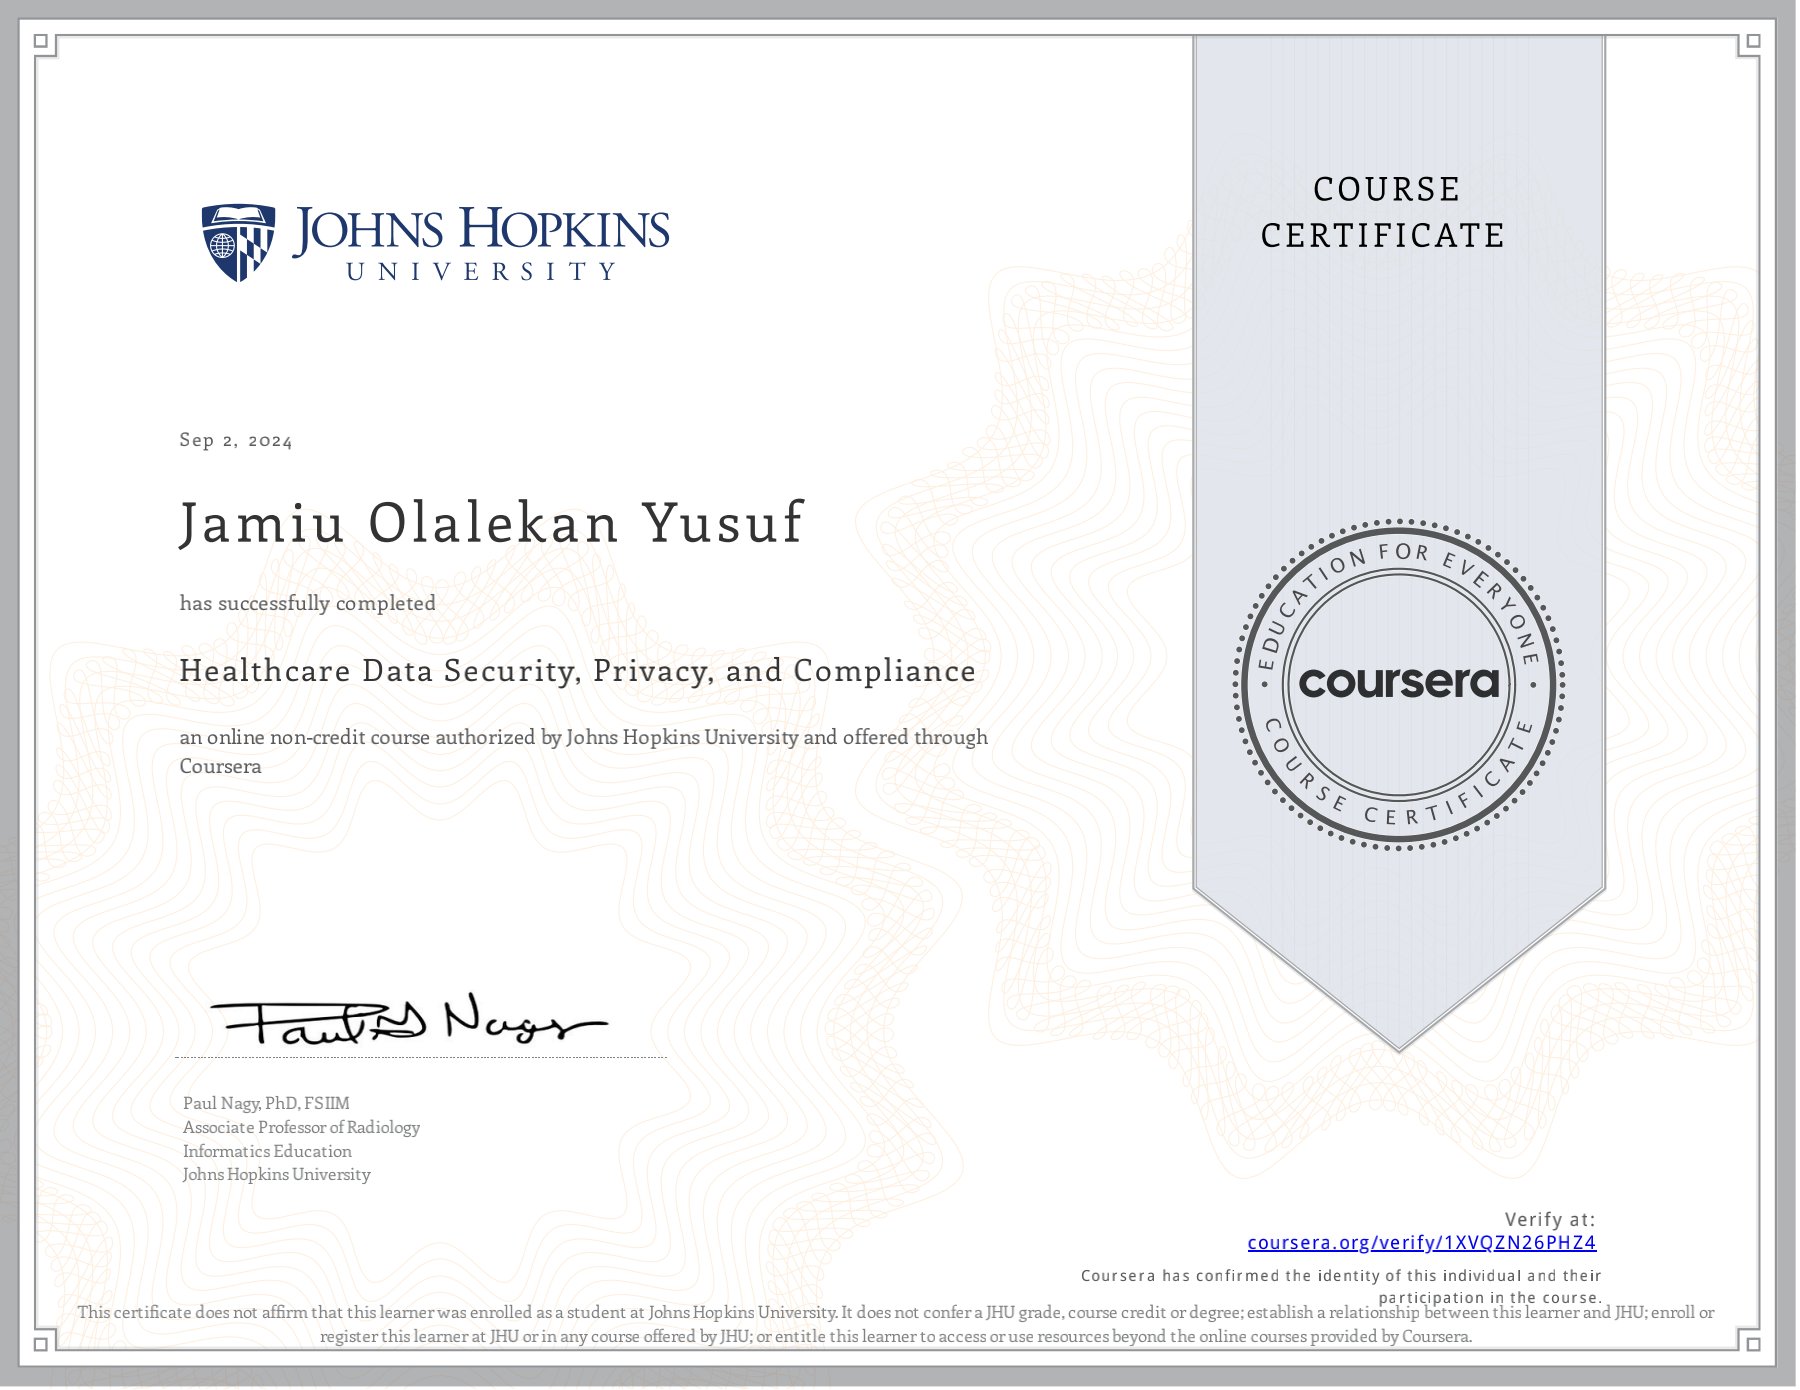 JOHNS HOPKINS
UNIVERSITY
COURSE
CERTIFICATE
Sep 2, 2024
Jamiu Olalekan Yusuf
has successfully completed
Healthcare Data Security, Privacy, and Compliance
an online non-credit course authorized by Johns Hopkins University and offered through
Coursera
EDUCATION FOR EVERYONE
coursera
COURSE CERTIFICATE
Paul Nagy
Paul Nagy, PhD, FSIIM
Associate Professor of Radiology
Informatics Education
Johns Hopkins University
Verify at:
coursera.org/verify/1XVQZN26PHZ4
Coursera has confirmed the identity of this individual and their
participation in the course.
This certificate does not affirm that this learner was enrolled as a student at Johns Hopkins University. It does not confer a JHU grade, course credit or degree; establish a relationship between this learner and JHU; enroll or
register this learner at JHU or in any course offered by JHU; or entitle this learner to access or use resources beyond the online courses provided by Coursera.